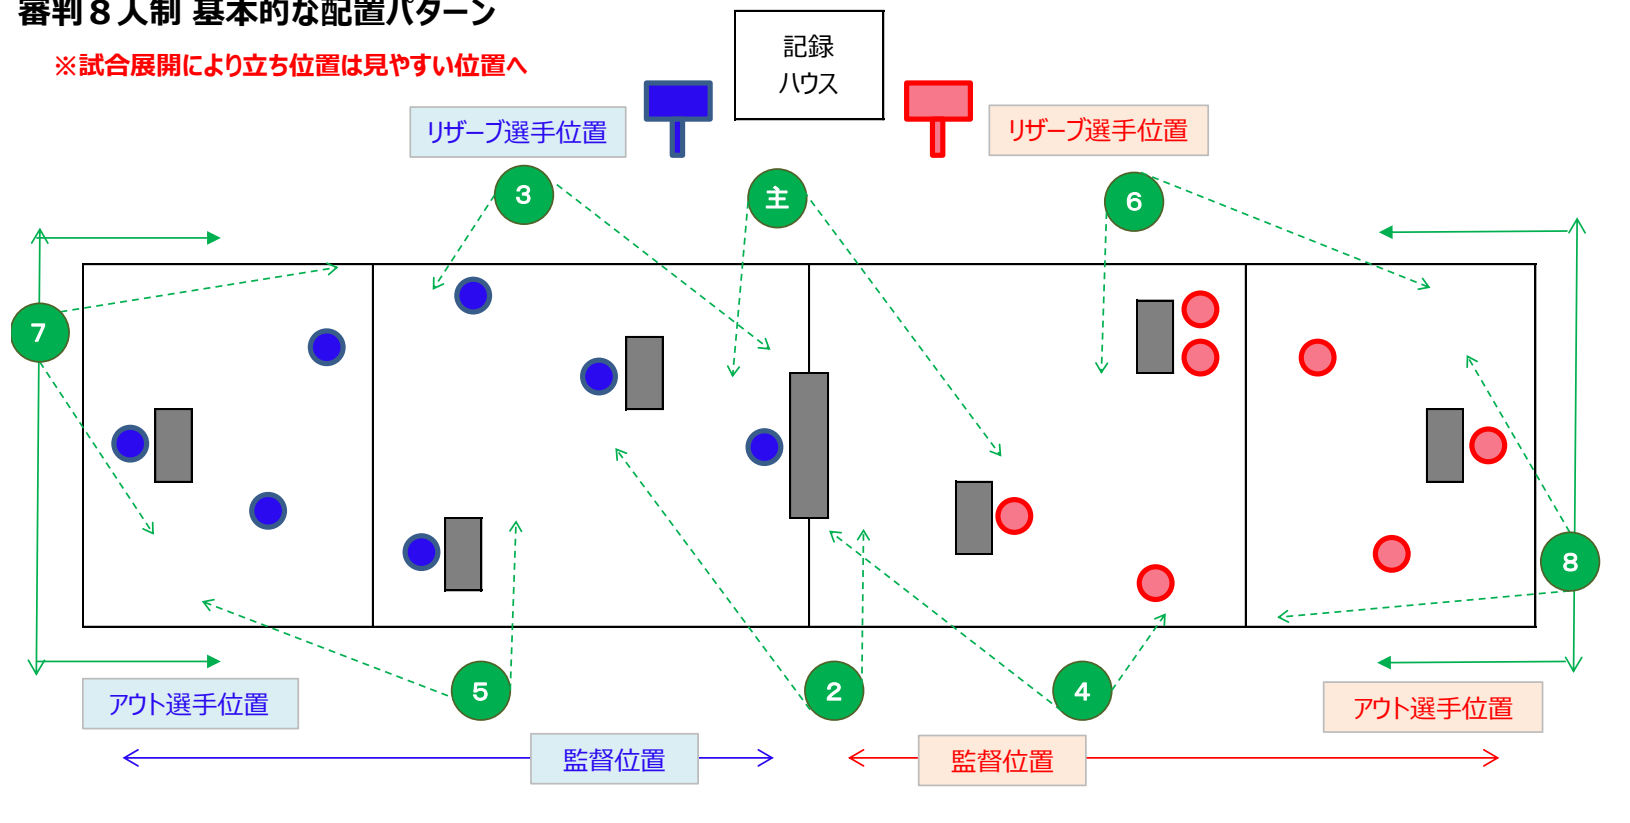 審判８人制 基本的な配置パターン
※試合展開により立ち位置は見やすい位置へ
記録
ハウス
リザーブ選手位置
リザーブ選手位置
3
主
6
7
8
5
2
4
アウト選手位置
アウト選手位置
監督位置
監督位置